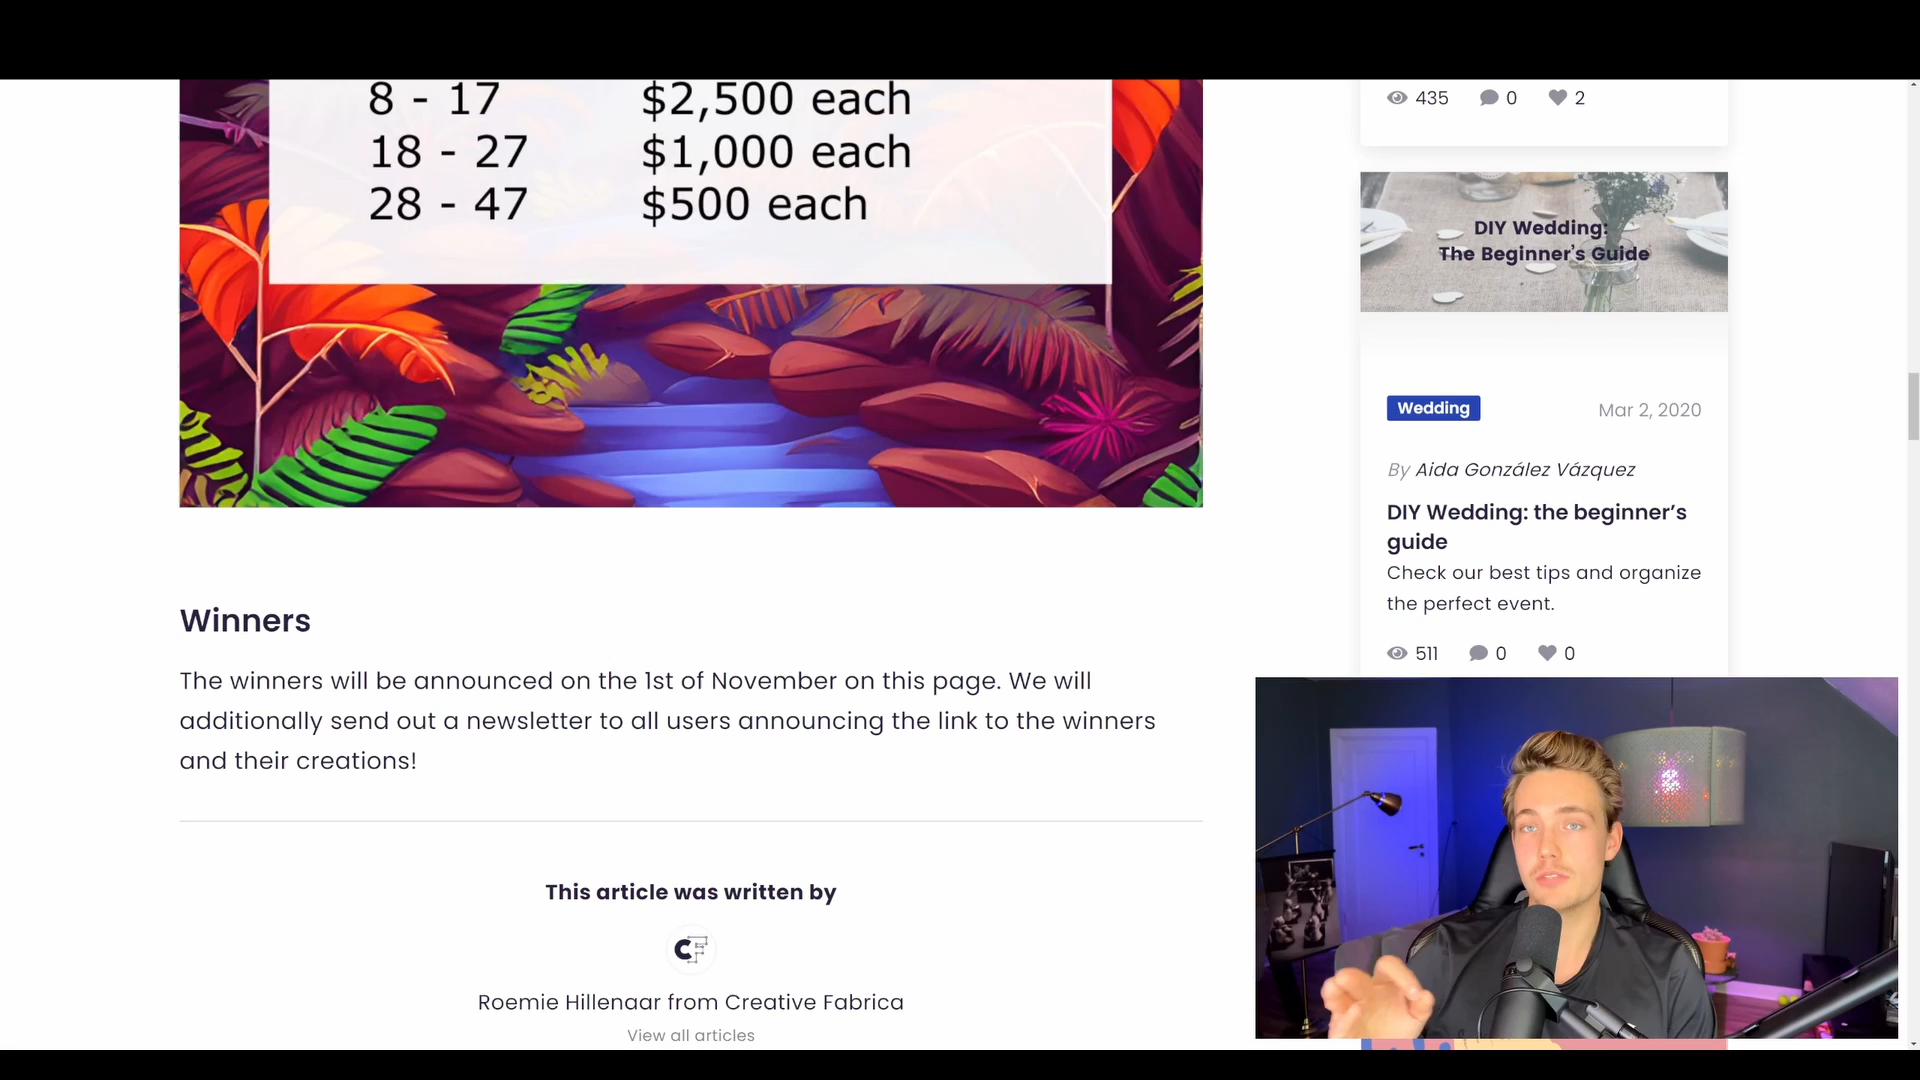 8 - 17 $2,500 each
18 - 27 $1,000 each
28 - 47 $500 each
Winners
The winners will be announced on the 1st of November on this page. We will
additionally send out a newsletter to all users announcing the link to the winners
and their creations!
This article was written by
CF
Roemie Hillenaar from Creative Fabrica
View all articles
435 0 2
DIY Wedding:
The Beginner's Guide
Wedding Mar 2, 2020
By Aida González Vázquez
DIY Wedding: the beginner’s
guide
Check our best tips and organize
the perfect event.
511 0 0